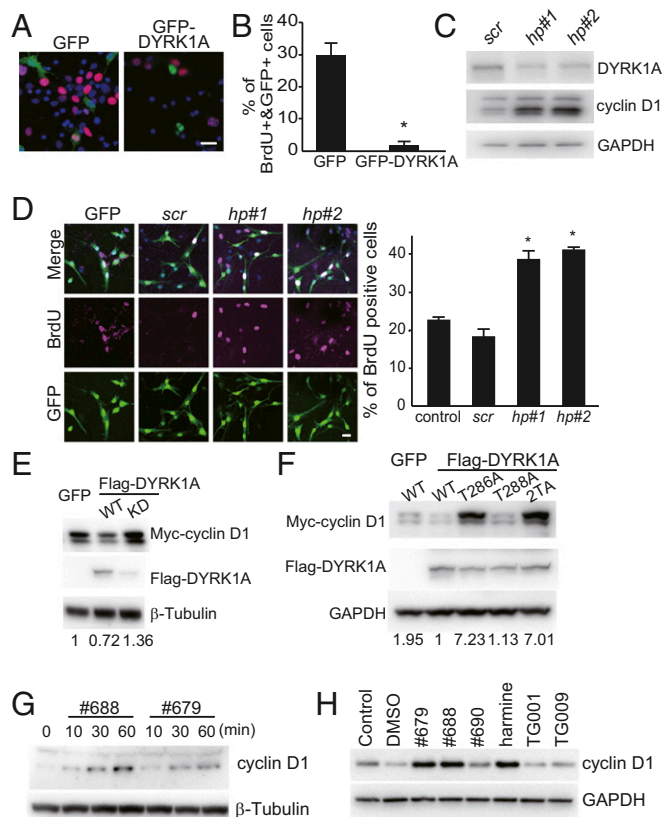 A
GFP
GFP-
DYRK1A
B
% of
BrdU+&GFP+ cells
40
30
20
10
0
*
GFP GFP-DYRK1A
C
scr hp#1 hp#2
DYRK1A
cyclin D1
GAPDH
D
GFP scr hp#1 hp#2
Merge
BrdU
GFP
% of BrdU positive cells
40
20
0
* *
control scr hp#1 hp#2
E
GFP Flag-DYRK1A
WT KD
Myc-cyclin D1
Flag-DYRK1A
β-Tubulin
1 0.72 1.36
F
GFP Flag-DYRK1A
WT WT T286A T288A 2TA
Myc-cyclin D1
Flag-DYRK1A
GAPDH
1.95 1 7.23 1.13 7.01
G
#688 #679
0 10 30 60 10 30 60 (min)
cyclin D1
β-Tubulin
H
Control DMSO #679 #688 #690 harmine TG001 TG009
cyclin D1
GAPDH